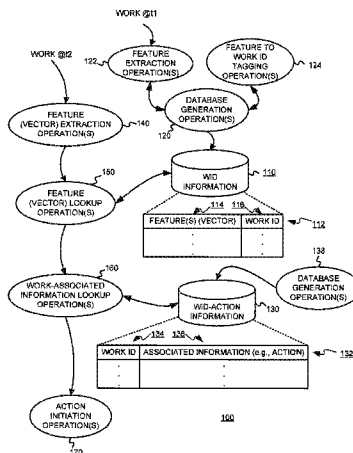 WORK @t1
WORK @t2
122
FEATURE
EXTRACTION
OPERATION(S)
FEATURE TO
WORK ID
TAGGING
OPERATION(S)
124
FEATURE
(VECTOR) EXTRACTION
OPERATION(S)
140
DATABASE
GENERATION
OPERATION(S)
120
150
FEATURE
(VECTOR) LOOKUP
OPERATION(S)
WID
INFORMATION
110
114
116
FEATURE(S) (VECTOR)
WORK ID
112
160
WORK-ASSOCIATED
INFORMATION LOOKUP
OPERATION(S)
WID-ACTION
INFORMATION
130
138
DATABASE
GENERATION
OPERATION(S)
134
136
WORK ID
ASSOCIATED INFORMATION (e.g., ACTION)
132
ACTION
INITIATION
OPERATION(S)
170
100